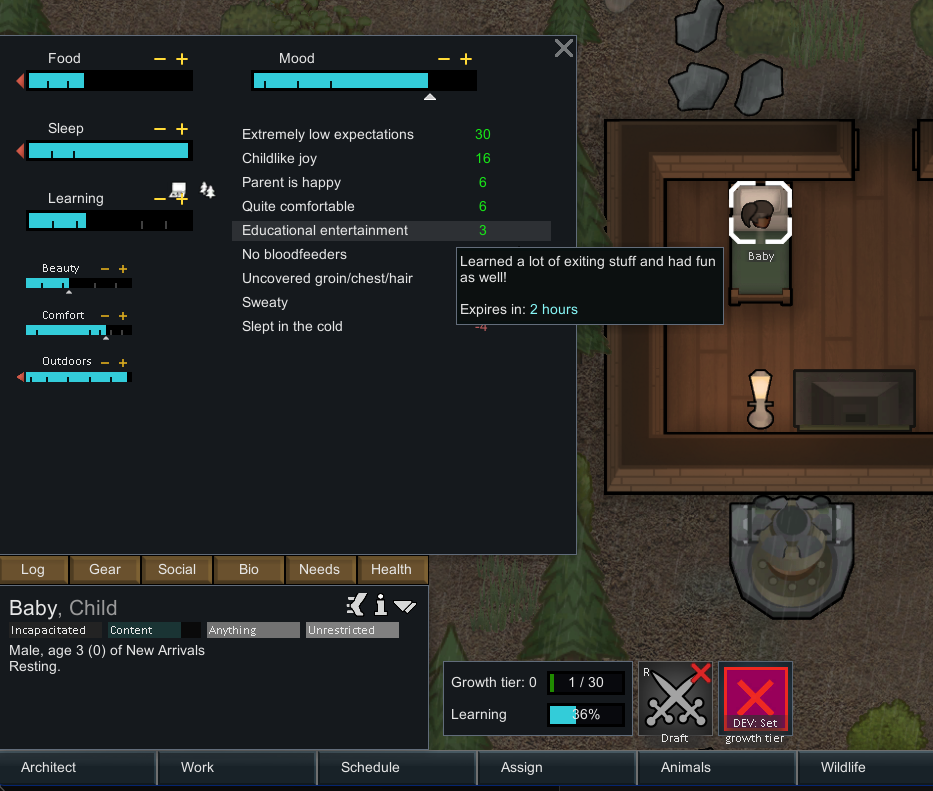 Food
Mood
Sleep
Learning
Beauty
Comfort
Outdoors
Extremely low expectations 30
Childlike joy 16
Parent is happy 6
Quite comfortable 6
Educational entertainment 3
No bloodfeeders
Uncovered groin/chest/hair
Sweaty
Slept in the cold -4
Learned a lot of exiting stuff and had fun
as well!
Expires in: 2 hours
Baby
Log Gear Social Bio Needs Health
Baby, Child
Incapacitated Content Anything Unrestricted
Male, age 3 (0) of New Arrivals
Resting.
Growth tier: 0 1 / 30
Learning 36%
R
Draft
DEV: Set
growth tier
Architect Work Schedule Assign Animals Wildlife